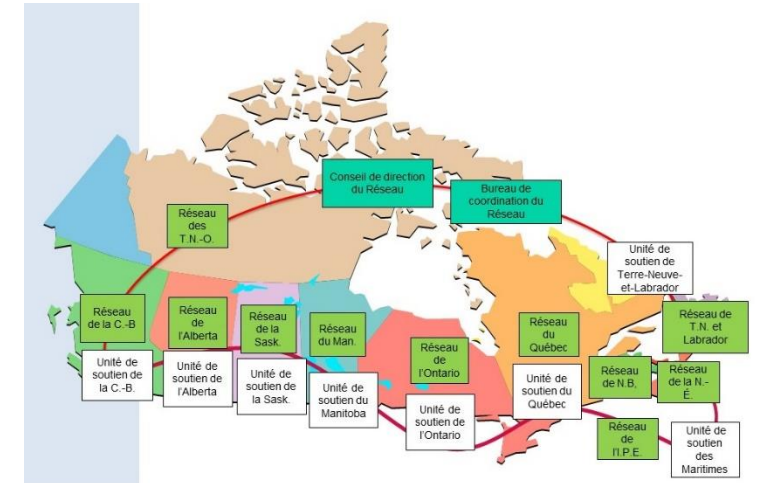 Conseil de direction
du Réseau
Bureau de
coordination du
Réseau
Réseau
des
T.N.-O.
Unité de
soutien de
Terre-Neuve-
et-Labrador
Réseau
de la C.-B
Réseau
de
l'Alberta
Réseau
de la
Sask.
Réseau
du Man.
Réseau
de
l'Ontario
Réseau
du
Québec
Réseau de
T.N. et
Labrador
Réseau
de N.B,
Réseau
de la N.-
É.
Unité de
soutien de
la C.-B.
Unité de
soutien de
l'Alberta
Unité de
soutien de
la Sask.
Unité de
soutien du
Manitoba
Unité de
soutien de
l'Ontario
Unité de
soutien du
Québec
Réseau
de
l'I.P.E.
Unité de
soutien
des
Maritimes